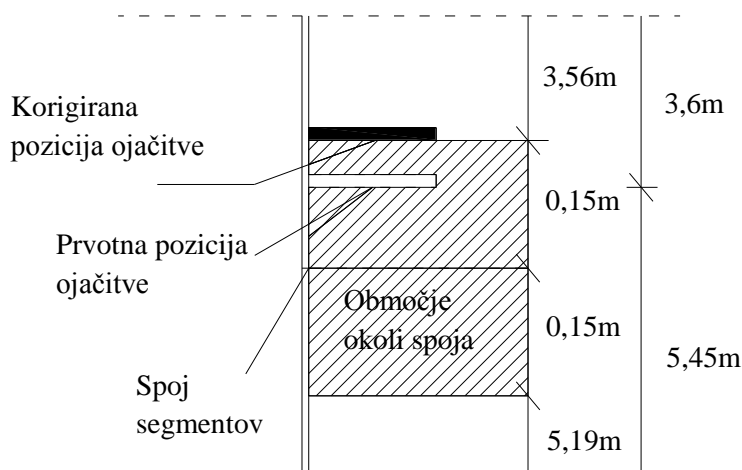 3,56m
3,6m
Korigirana
pozicija ojačitve
0,15m
Prvotna pozicija
ojačitve
Območje
okoli spoja
0,15m
5,45m
Spoj
segmentov
5,19m